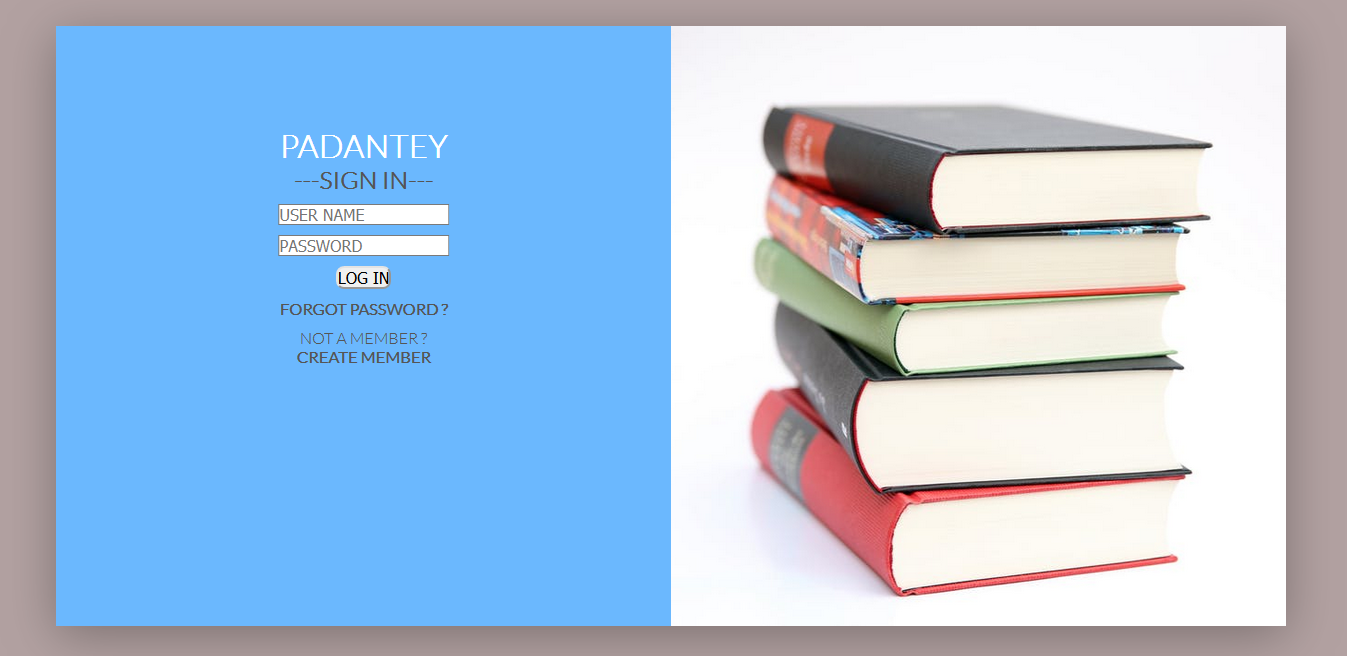 PADANTEY
---SIGN IN---
USER NAME
PASSWORD
LOG IN
FORGOT PASSWORD ?
NOT A MEMBER ?
CREATE MEMBER